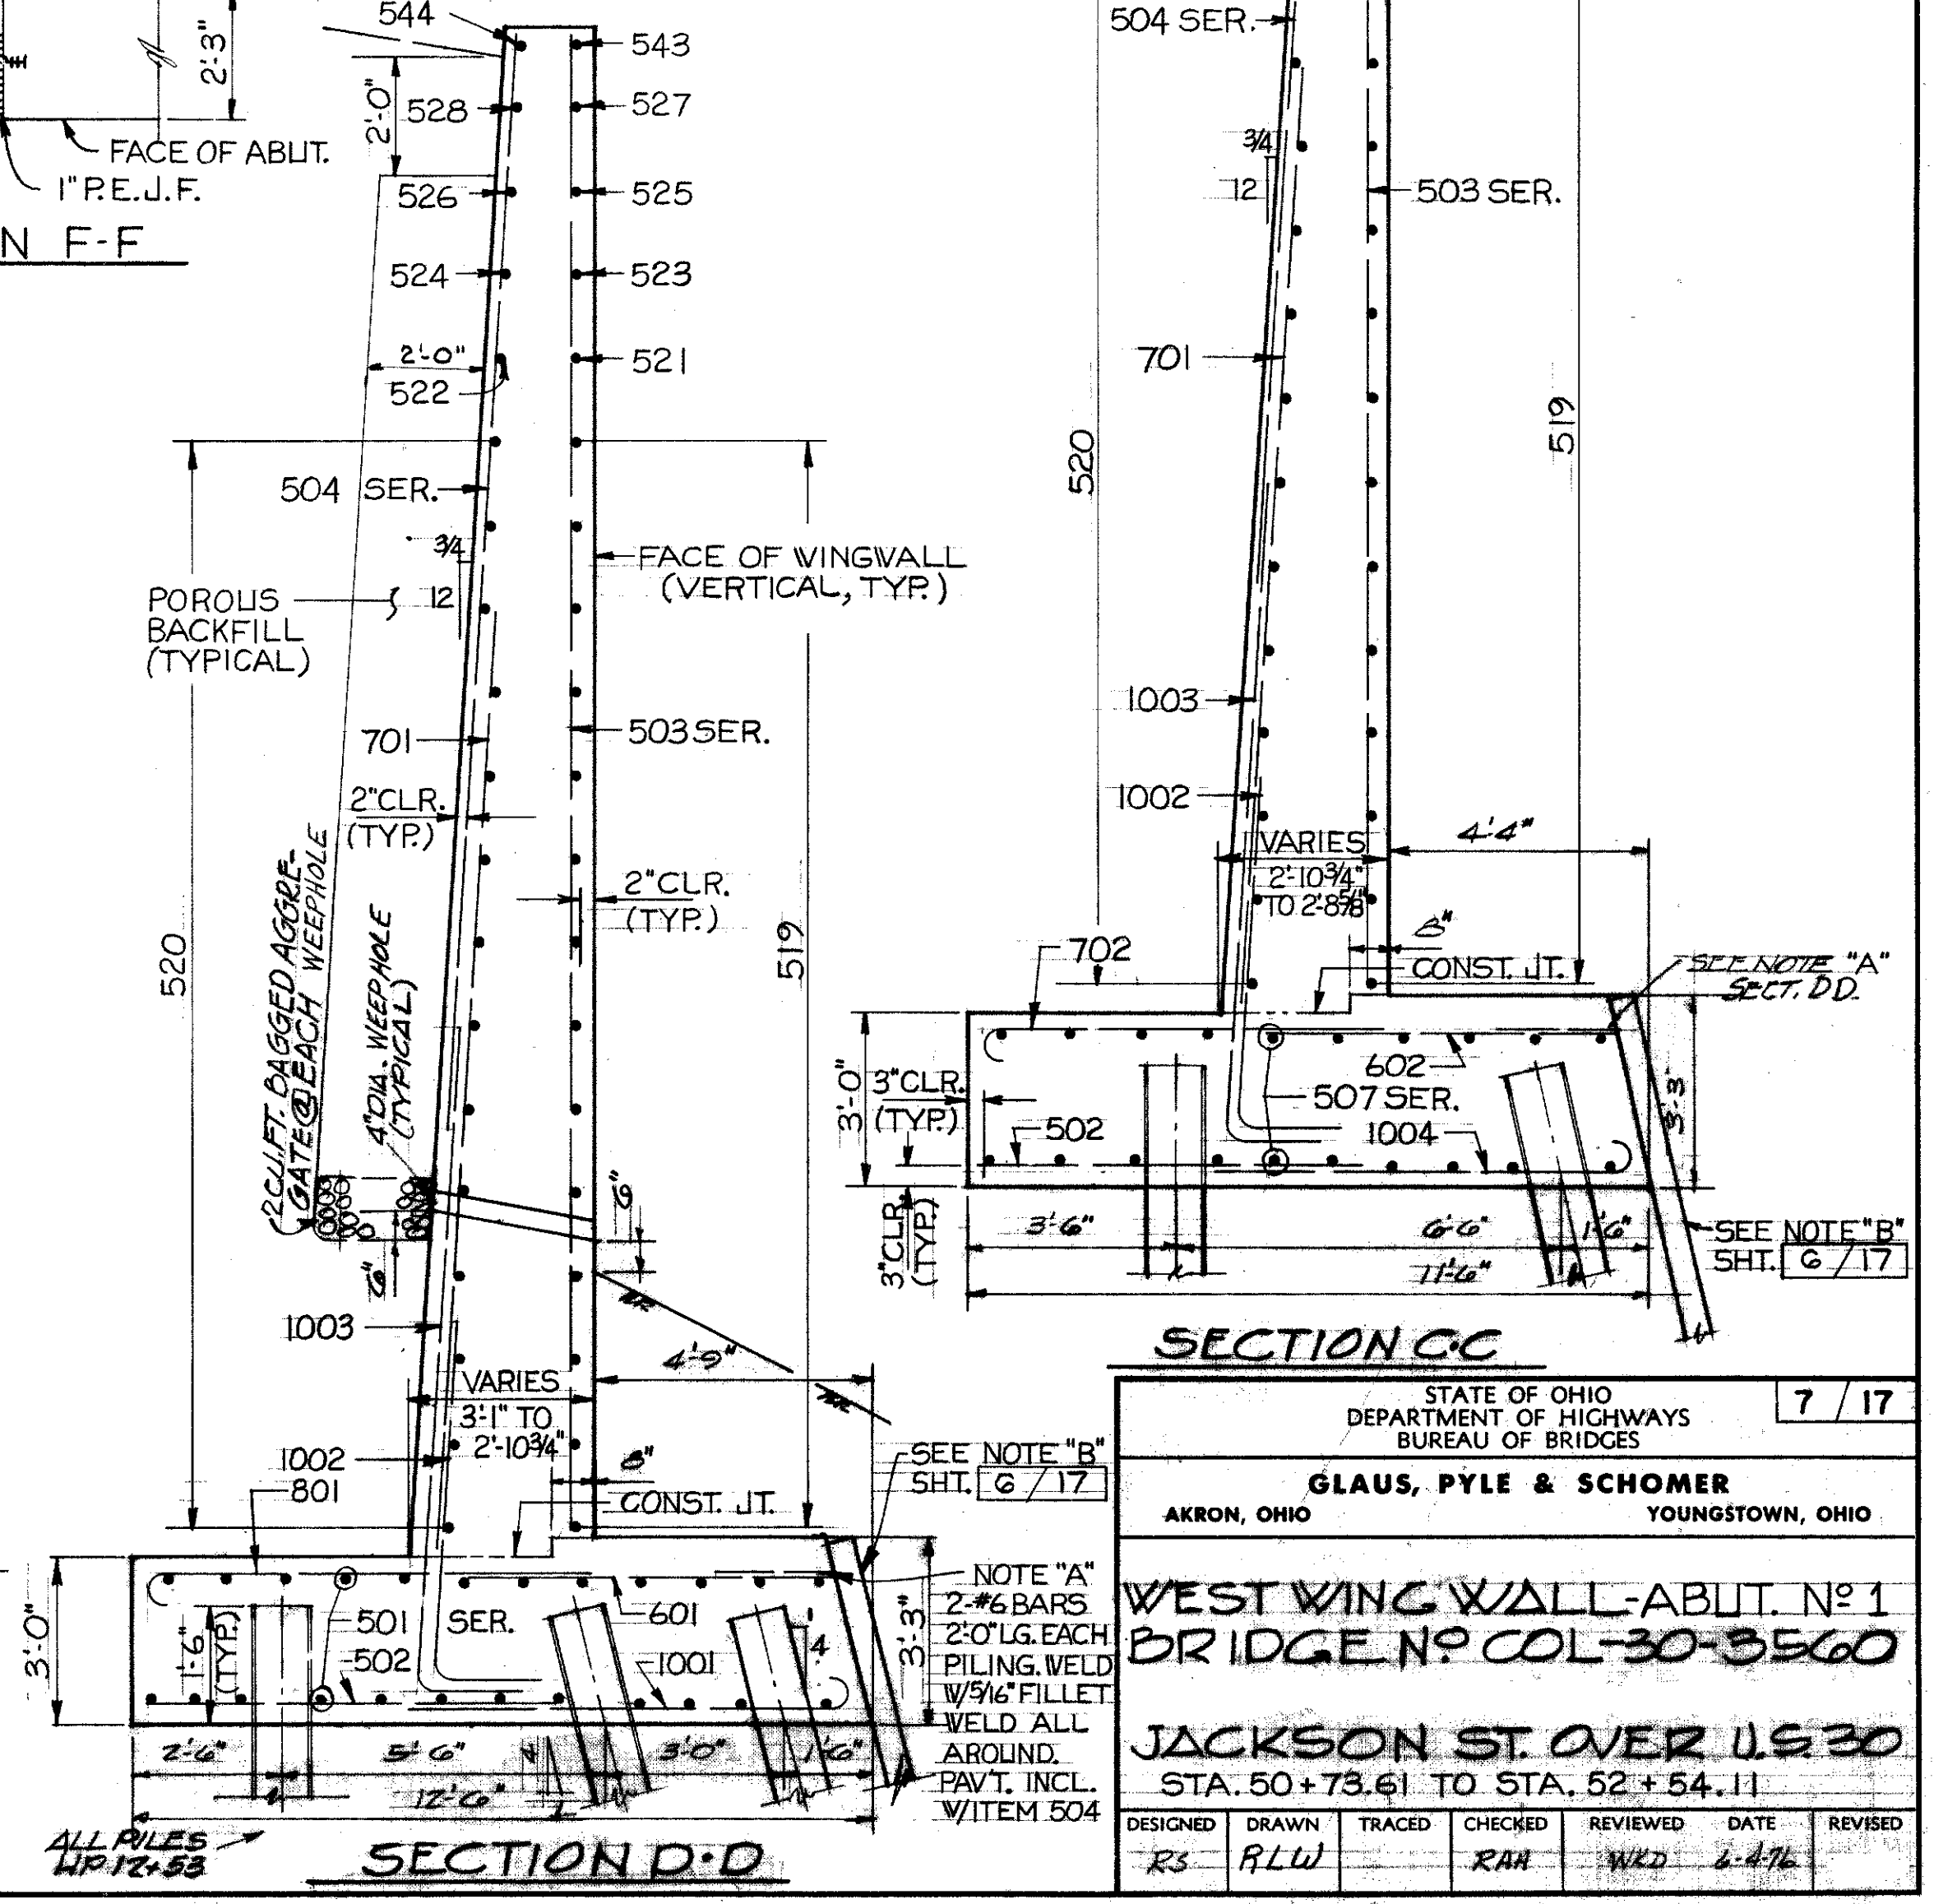 544
543
2'-3"
2'-0"
528
527
FACE OF ABUT.
1" P.E.J.F.
N F-F
526
525
524
523
2'-0"
522
521
504 SER.
3/4
12
FACE OF WINGWALL
(VERTICAL, TYP.)
POROUS
BACKFILL
(TYPICAL)
701
503 SER.
2" CLR.
(TYP.)
2" CLR.
(TYP.)
520
519
2 CU. FT. BAGGED AGGRE-
GATE @ EACH WEEPHOLE
4" DIA. WEEPHOLE
(TYPICAL)
6"
6"
1003
4'-9"
VARIES
3'-1" TO
2'-10 3/4"
1002
801
8"
CONST. JT.
SEE NOTE "B"
SHT. 6 / 17
3'-0"
1'-6"
(TYP.)
501
SER.
502
601
1001
4
3'-3"
NOTE "A"
2-#6 BARS
2'-0" LG. EACH
PILING. WELD
W/5/16" FILLET
WELD ALL
AROUND.
PAV'T. INCL.
W/ITEM 504
2'-6"
5'-6"
3'-0"
1'-6"
12'-6"
ALL PILES
HP 12x53
SECTION D-D
504 SER.
3/4
12
503 SER.
701
520
519
1003
1002
VARIES
2'-10 3/4"
TO 2'-8 5/8"
4'-4"
8"
702
CONST. JT.
SEE NOTE "A"
SECT. DD.
3'-0"
3" CLR.
(TYP.)
602
507 SER.
502
1004
3'-3"
3" CLR.
(TYP.)
3'-6"
6'-6"
1'-6"
11'-6"
SEE NOTE "B"
SHT. 6 / 17
SECTION C-C
STATE OF OHIO
DEPARTMENT OF HIGHWAYS
BUREAU OF BRIDGES
7 / 17
GLAUS, PYLE & SCHOMER
AKRON, OHIO YOUNGSTOWN, OHIO
WEST WING WALL-ABUT. Nº 1
BRIDGE Nº COL-30-3560
JACKSON ST. OVER U.S. 30
STA. 50+73.61 TO STA. 52+54.11
DESIGNED DRAWN TRACED CHECKED REVIEWED DATE REVISED
RS RLW RAH WKD 6-4-76